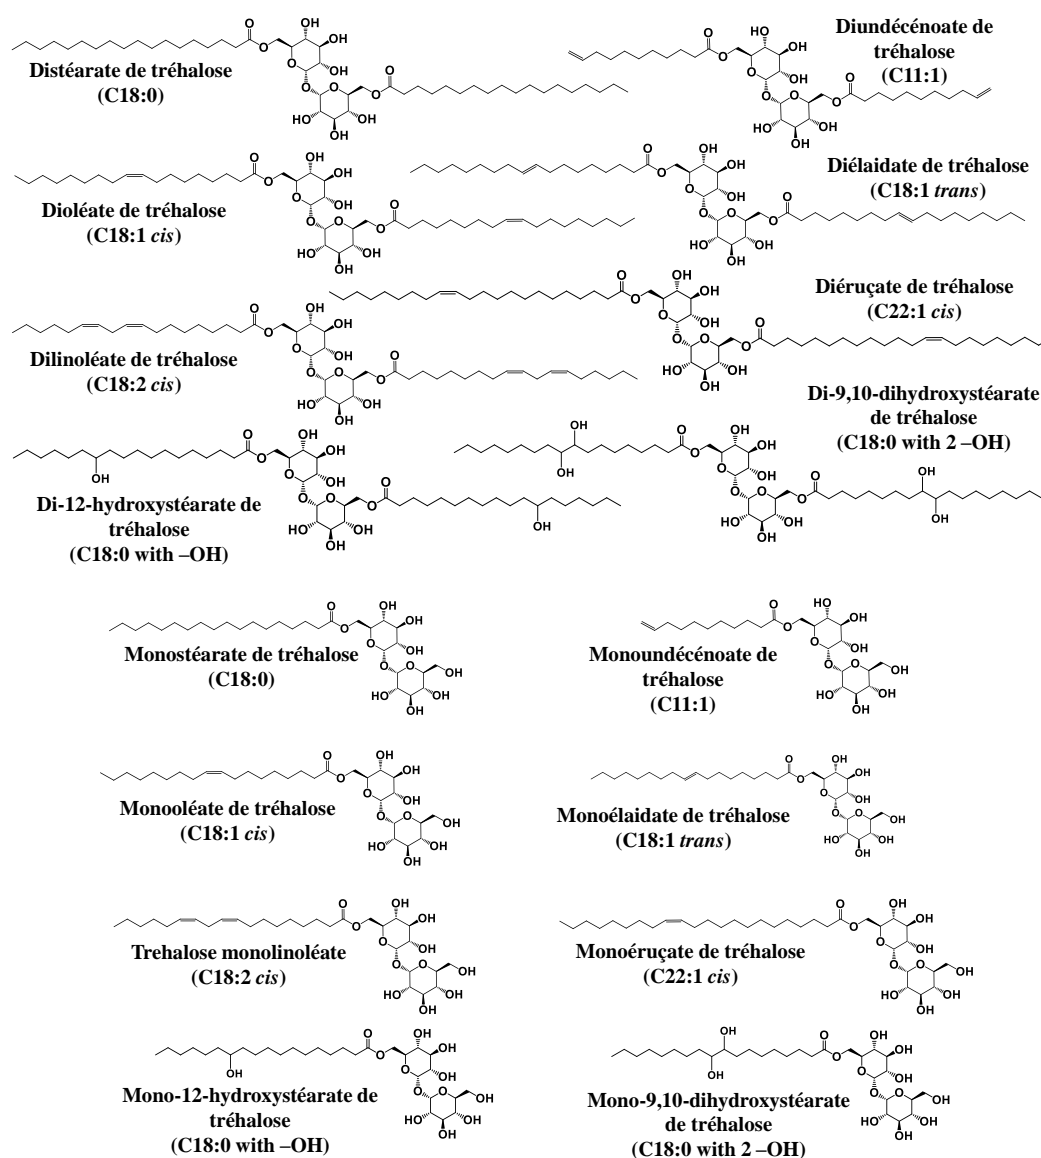 Distéarate de tréhalose
(C18:0)
Diundécénoate de
tréhalose
(C11:1)
Dioléate de tréhalose
(C18:1 cis)
Diélaidate de tréhalose
(C18:1 trans)
Dilinoléate de tréhalose
(C18:2 cis)
Diéruçate de tréhalose
(C22:1 cis)
Di-12-hydroxystéarate de
tréhalose
(C18:0 with –OH)
Di-9,10-dihydroxystéarate
de tréhalose
(C18:0 with 2 –OH)
Monostéarate de tréhalose
(C18:0)
Monoundécénoate de
tréhalose
(C11:1)
Monooléate de tréhalose
(C18:1 cis)
Monoélaidate de tréhalose
(C18:1 trans)
Trehalose monolinoléate
(C18:2 cis)
Monoéruçate de tréhalose
(C22:1 cis)
Mono-12-hydroxystéarate de
tréhalose
(C18:0 with –OH)
Mono-9,10-dihydroxystéarate
de tréhalose
(C18:0 with 2 –OH)